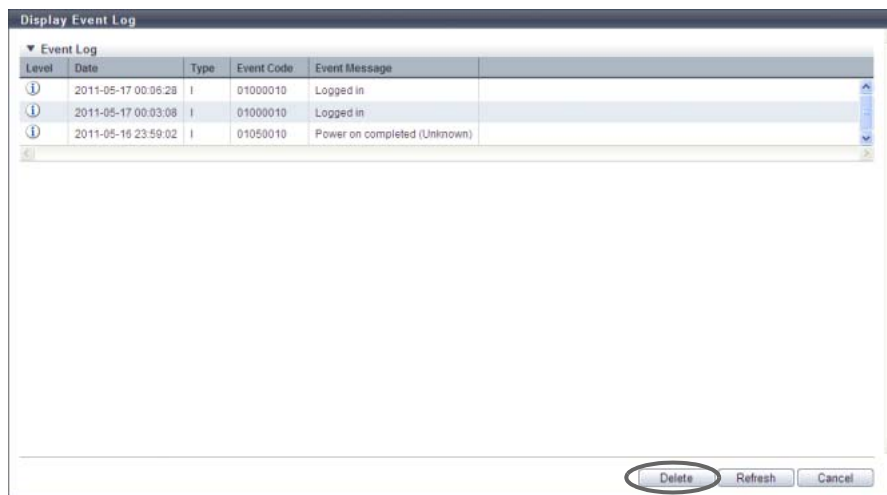 Display Event Log
▼ Event Log
Level Date Type Event Code Event Message
2011-05-17 00:06:28 I 01000010 Logged in
2011-05-17 00:03:08 I 01000010 Logged in
2011-05-16 23:59:02 I 01050010 Power on completed (Unknown)
Delete Refresh Cancel